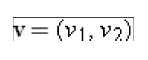 v = (v₁, v₂)